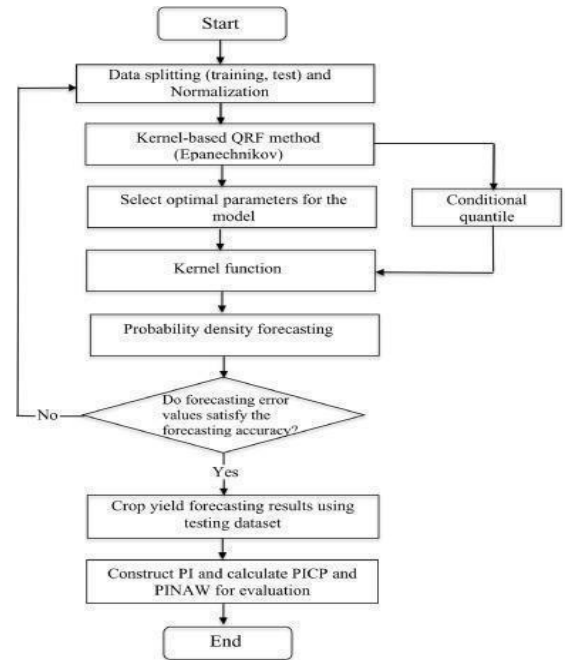 Start
Data splitting (training, test) and
Normalization
Kernel-based QRF method
(Epanechnikov)
Select optimal parameters for the
model
Conditional
quantile
Kernel function
Probability density forecasting
Do forecasting error
values satisfy the
forecasting accuracy?
No
Yes
Crop yield forecasting results using
testing dataset
Construct PI and calculate PICP and
PINAW for evaluation
End